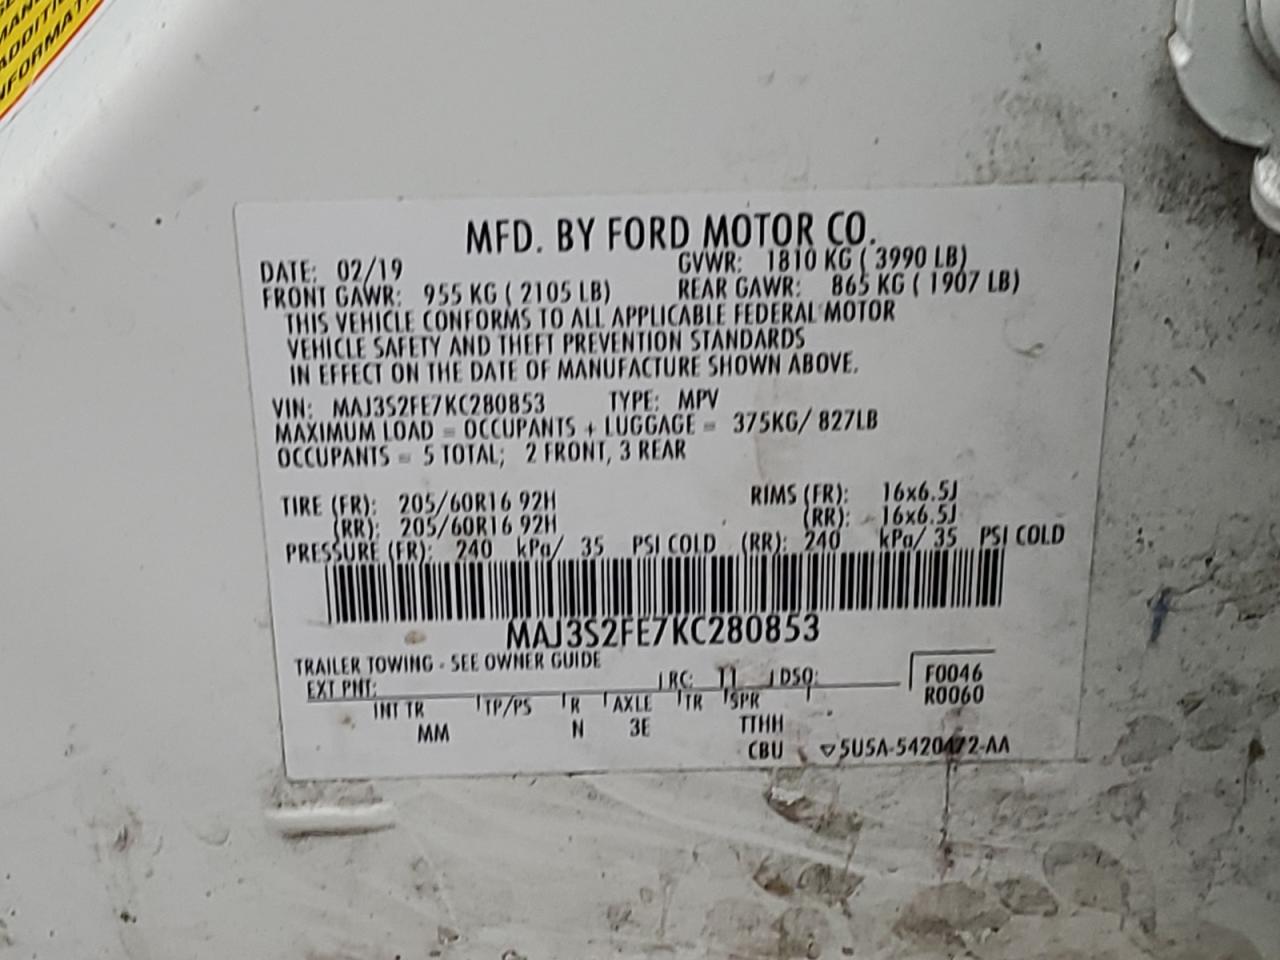 MAN
ADDITIO
NFORMAT
MFD. BY FORD MOTOR CO.
DATE: 02/19 GVWR: 1810 KG ( 3990 LB)
FRONT GAWR: 955 KG ( 2105 LB) REAR GAWR: 865 KG ( 1907 LB)
THIS VEHICLE CONFORMS TO ALL APPLICABLE FEDERAL MOTOR
VEHICLE SAFETY AND THEFT PREVENTION STANDARDS
IN EFFECT ON THE DATE OF MANUFACTURE SHOWN ABOVE.
VIN: MAJ3S2FE7KC280853 TYPE: MPV
MAXIMUM LOAD = OCCUPANTS + LUGGAGE = 375KG/ 827LB
OCCUPANTS = 5 TOTAL; 2 FRONT, 3 REAR
TIRE (FR): 205/60R16 92H RIMS (FR): 16x6.5J
(RR): 205/60R16 92H (RR): 16x6.5J
PRESSURE (FR): 240 kPa/ 35 PSI COLD (RR): 240 kPa/ 35 PSI COLD
MAJ3S2FE7KC280853
TRAILER TOWING - SEE OWNER GUIDE
EXT PNT: RC: 11 DSO: F0046
R0060
INT TR TP/PS R AXLE TR SPR
MM N 3E TTHH
CBU ▽5U5A-5420472-AA